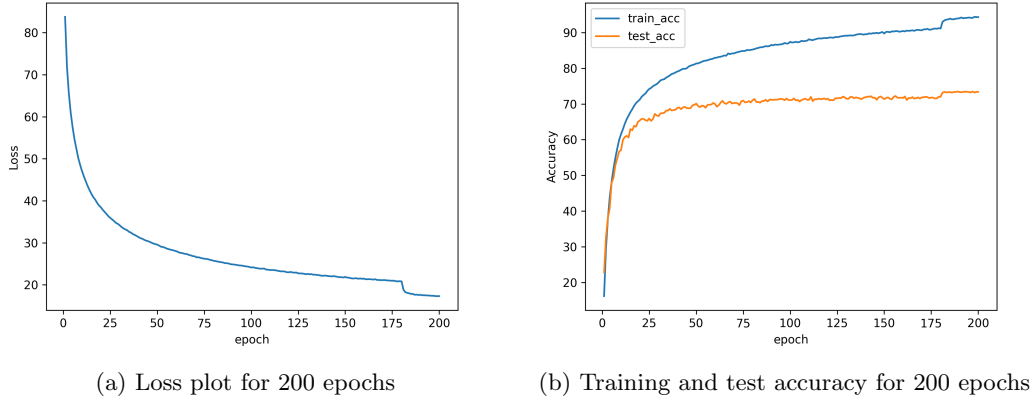 80
70
60
50
40
30
20
Loss
0 25 50 75 100 125 150 175 200
epoch
(a) Loss plot for 200 epochs
train_acc
test_acc
90
80
70
60
50
40
30
20
Accuracy
0 25 50 75 100 125 150 175 200
epoch
(b) Training and test accuracy for 200 epochs